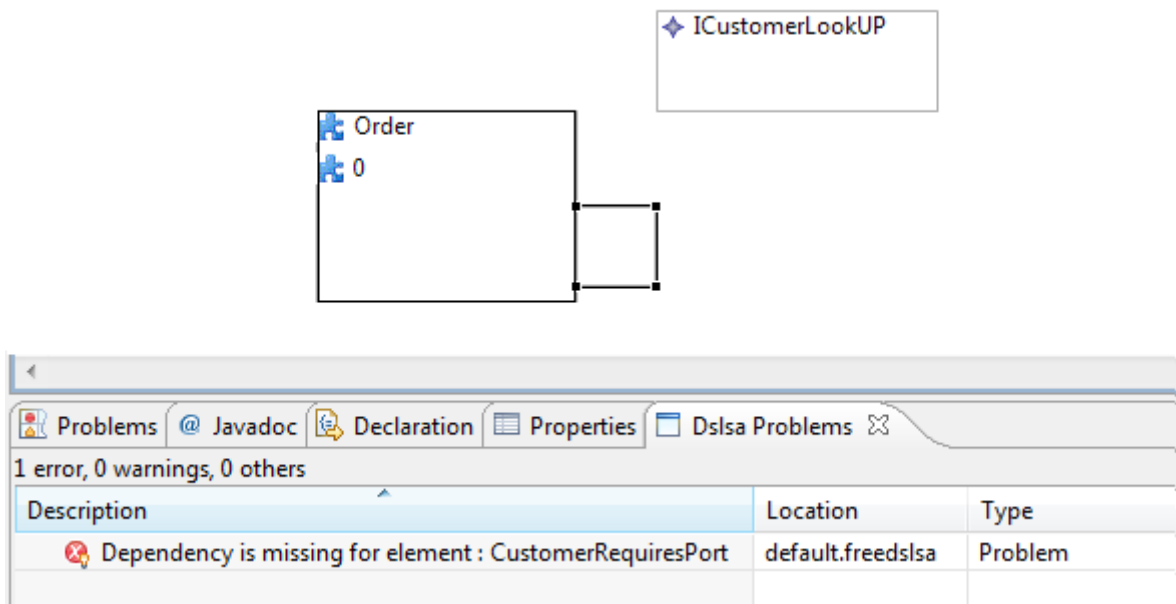 ICustomerLookUP
Order
0
Problems @ Javadoc Declaration Properties Dslsa Problems
1 error, 0 warnings, 0 others
Description Location Type
Dependency is missing for element : CustomerRequiresPort default.freedslsa Problem